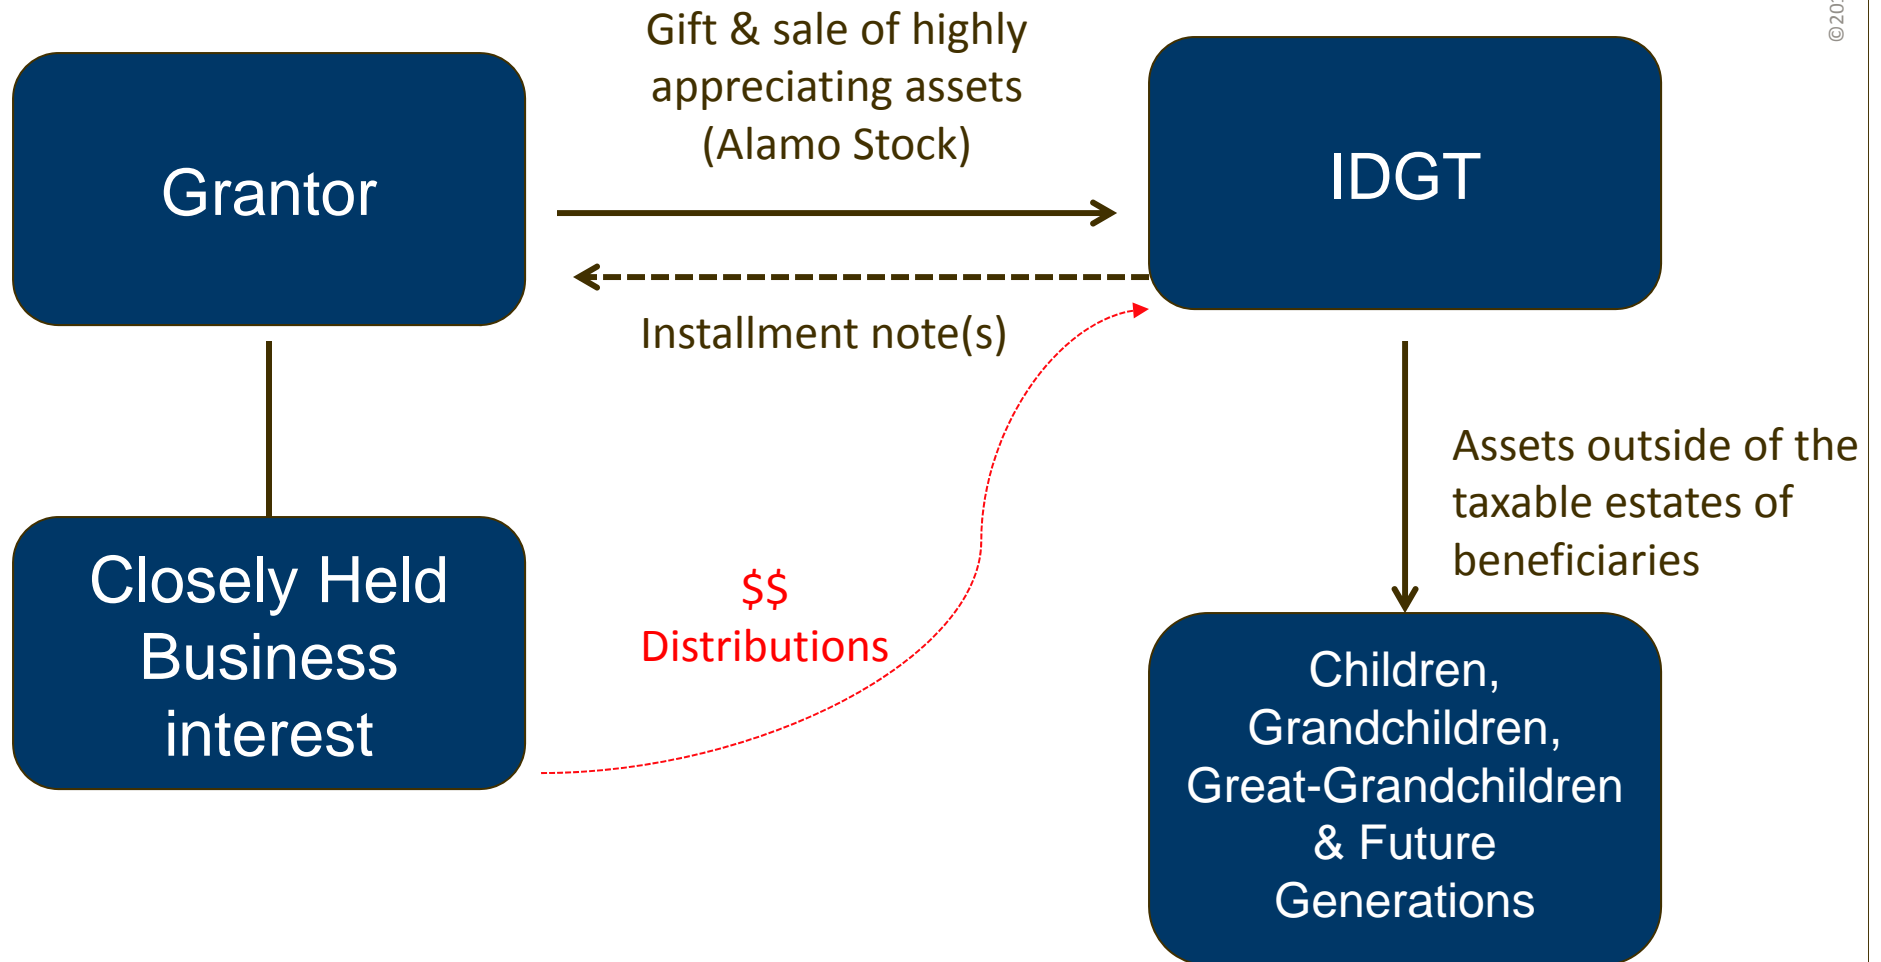 Gift & sale of highly
appreciating assets
(Alamo Stock)
Grantor
IDGT
Installment note(s)
Closely Held
Business
interest
$$
Distributions
Assets outside of the
taxable estates of
beneficiaries
Children,
Grandchildren,
Great-Grandchildren
& Future
Generations